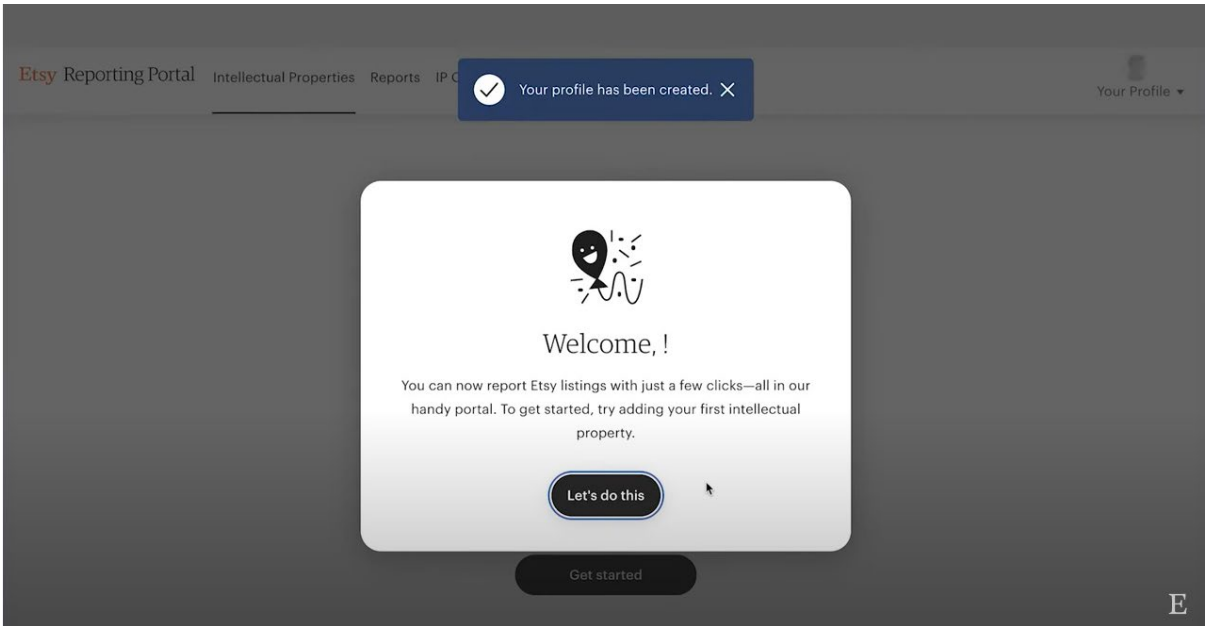 Etsy Reporting Portal Intellectual Properties Reports IP
Your profile has been created.
Your Profile
Welcome, !
You can now report Etsy listings with just a few clicks—all in our
handy portal. To get started, try adding your first intellectual
property.
Let's do this
Get started
E